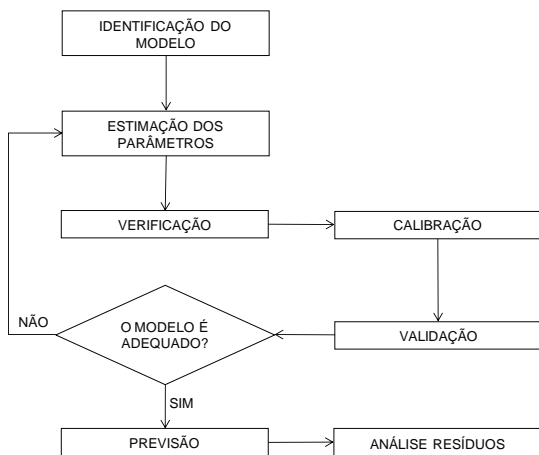 IDENTIFICAÇÃO DO
MODELO
ESTIMAÇÃO DOS
PARÂMETROS
VERIFICAÇÃO
CALIBRAÇÃO
NÃO
O MODELO É
ADEQUADO?
VALIDAÇÃO
SIM
PREVISÃO
ANÁLISE RESÍDUOS